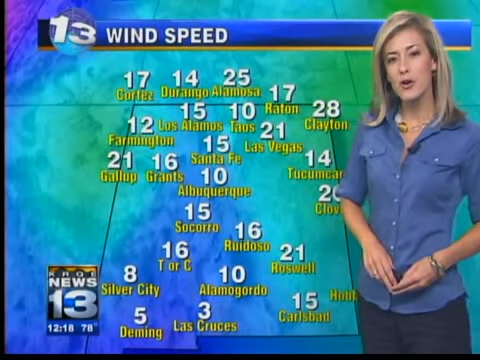 13 WIND SPEED
17 14 25
Cortez Durango Alamosa
17
Raton
15 10 28
Los Alamos Taos Clayton
12 21
Farmington Las Vegas
15
Santa Fe
21 16 14
Gallup Grants Tucumcar
10
Albuquerque
Clov
15
Socorro
16
Ruidoso
16 21
T or C Roswell
8 10
Silver City Alamogordo
Hobb
15
Carlsbad
5 3
Deming Las Cruces
KRQE
NEWS
13
12:18 78°